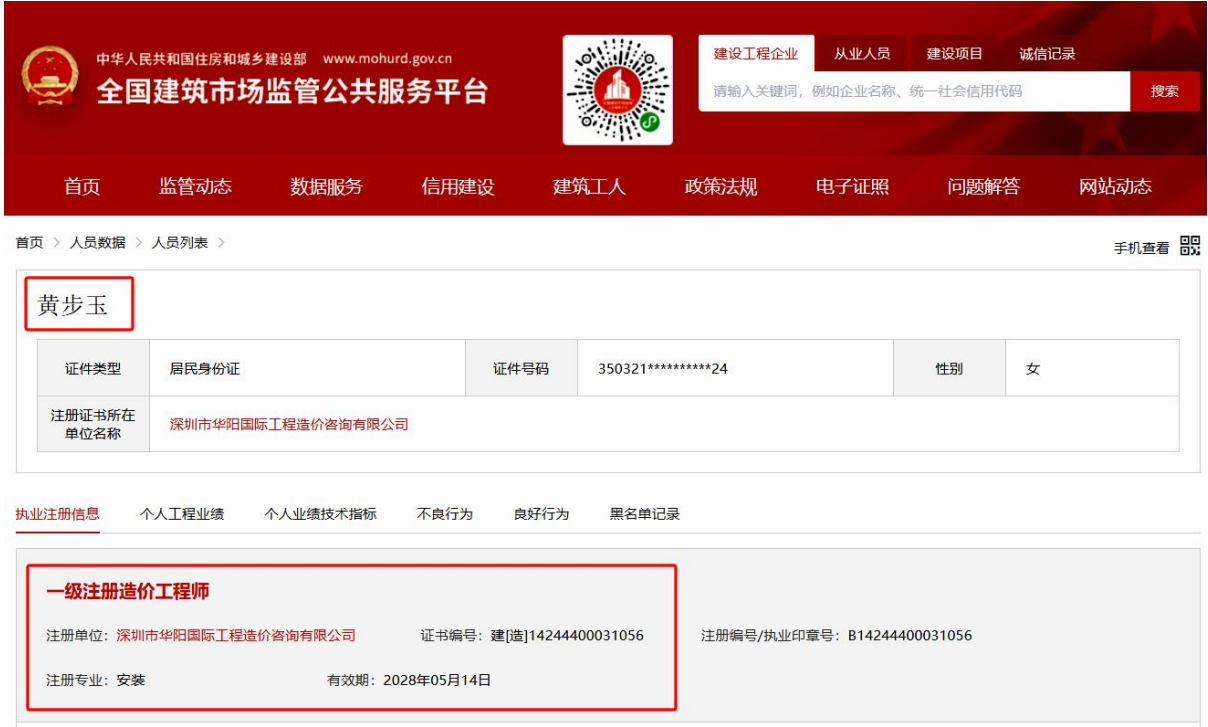 中华人民共和国住房和城乡建设部 www.mohurd.gov.cn
全国建筑市场监管公共服务平台
建设工程企业 从业人员 建设项目 诚信记录
请输入关键词，例如企业名称、统一社会信用代码 搜索
首页 监管动态 数据服务 信用建设 建筑工人 政策法规 电子证照 问题解答 网站动态
首页 > 人员数据 > 人员列表 >
手机查看
黄步玉
证件类型 居民身份证 证件号码 350321**********24 性别 女
注册证书所在
单位名称
深圳市华阳国际工程造价咨询有限公司
执业注册信息 个人工程业绩 个人业绩技术指标 不良行为 良好行为 黑名单记录
一级注册造价工程师
注册单位：深圳市华阳国际工程造价咨询有限公司 证书编号：建[造]14244400031056 注册编号/执业印章号：B14244400031056
注册专业：安装 有效期：2028年05月14日